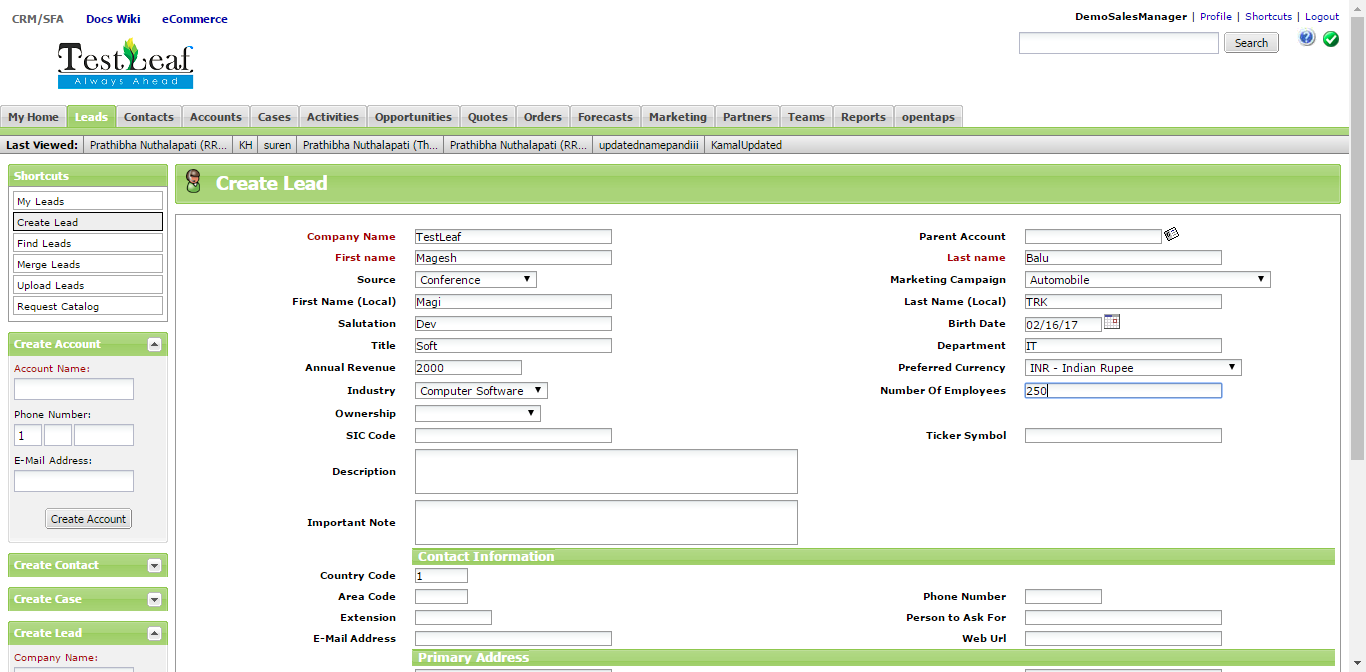 CRM/SFA Docs Wiki eCommerce
DemoSalesManager | Profile | Shortcuts | Logout
TestLeaf
Always Ahead
Search
My Home Leads Contacts Accounts Cases Activities Opportunities Quotes Orders Forecasts Marketing Partners Teams Reports opentaps
Last Viewed: Prathibha Nuthalapati (RR... KH suren Prathibha Nuthalapati (Th... Prathibha Nuthalapati (RR... updatednamepandiii KamalUpdated
Shortcuts
My Leads
Create Lead
Find Leads
Merge Leads
Upload Leads
Request Catalog
Create Account
Account Name:
Phone Number:
1
E-Mail Address:
Create Account
Create Contact
Create Case
Create Lead
Company Name:
Create Lead
Company Name TestLeaf Parent Account
First name Magesh Last name Balu
Source Conference Marketing Campaign Automobile
First Name (Local) Magi Last Name (Local) TRK
Salutation Dev Birth Date 02/16/17
Title Soft Department IT
Annual Revenue 2000 Preferred Currency INR - Indian Rupee
Industry Computer Software Number Of Employees 250
Ownership
SIC Code Ticker Symbol
Description
Important Note
Contact Information
Country Code 1
Area Code Phone Number
Extension Person to Ask For
E-Mail Address Web Url
Primary Address